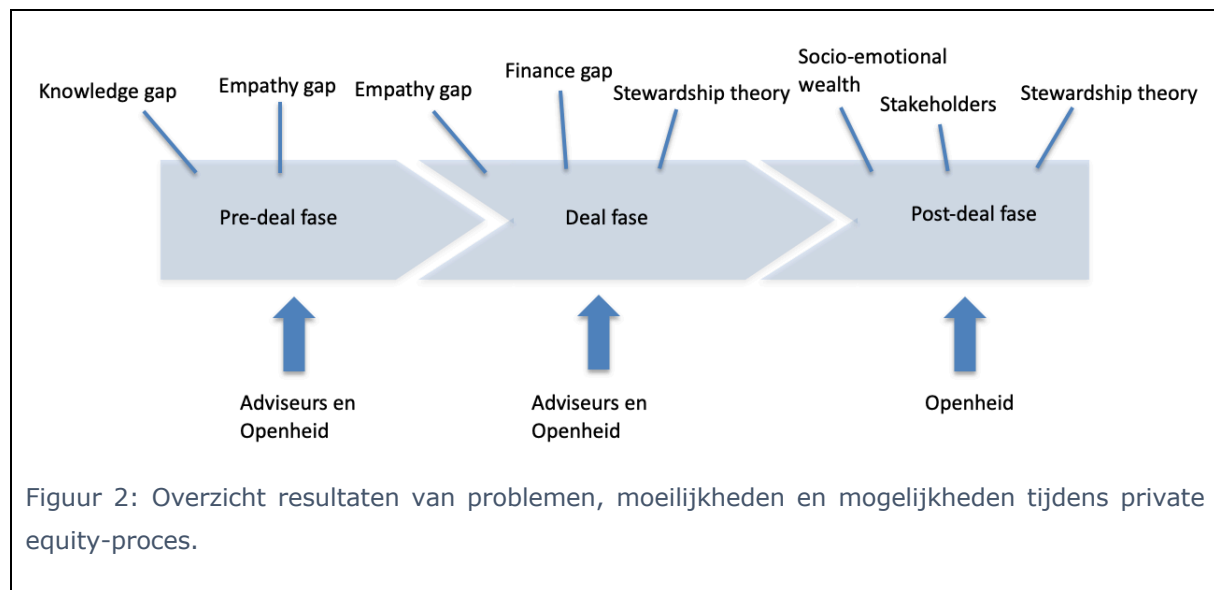 Knowledge gap
Empathy gap
Empathy gap
Finance gap
Stewardship theory
Socio-emotional
wealth
Stakeholders
Stewardship theory
Pre-deal fase
Deal fase
Post-deal fase
Adviseurs en
Openheid
Adviseurs en
Openheid
Openheid
Figuur 2: Overzicht resultaten van problemen, moeilijkheden en mogelijkheden tijdens private
equity-proces.